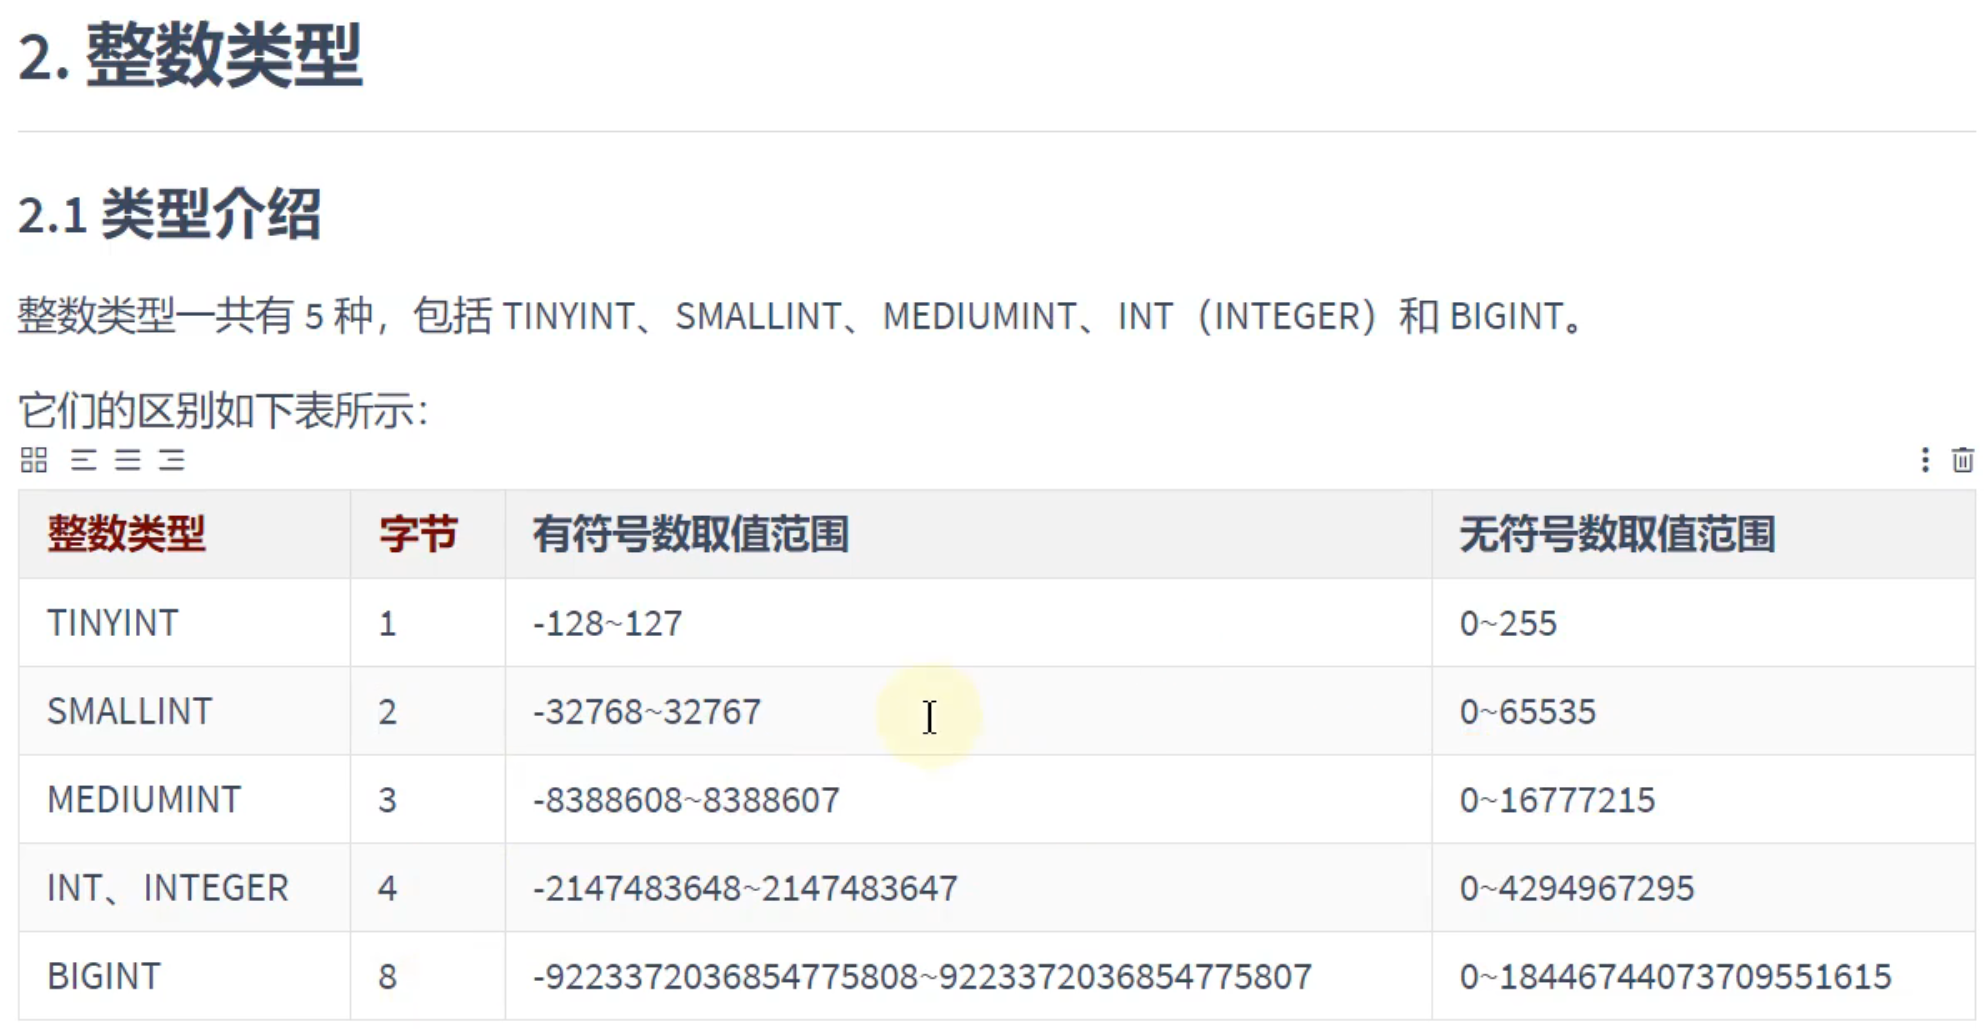 2. 整数类型
2.1 类型介绍
整数类型一共有 5 种，包括 TINYINT、SMALLINT、MEDIUMINT、INT（INTEGER）和 BIGINT。
它们的区别如下表所示：
整数类型 字节 有符号数取值范围 无符号数取值范围
TINYINT 1 -128~127 0~255
SMALLINT 2 -32768~32767 0~65535
MEDIUMINT 3 -8388608~8388607 0~16777215
INT、INTEGER 4 -2147483648~2147483647 0~4294967295
BIGINT 8 -9223372036854775808~9223372036854775807 0~18446744073709551615